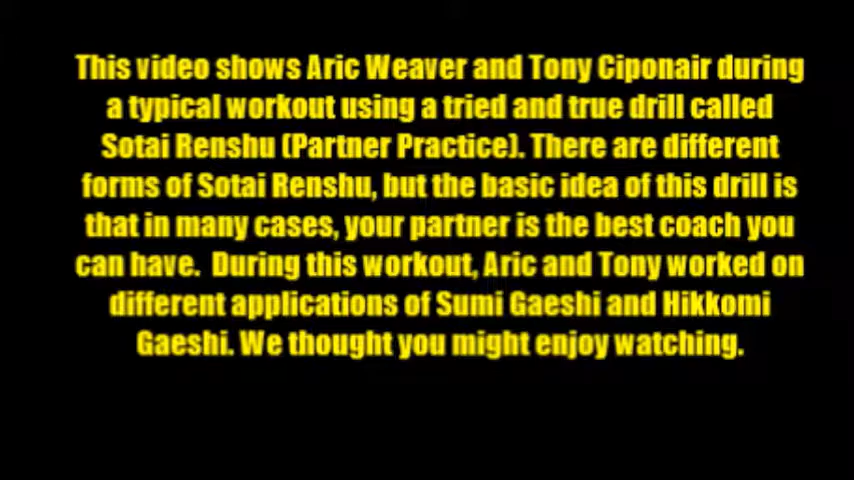 This video shows Aric Weaver and Tony Ciponair during
a typical workout using a tried and true drill called
Sotai Renshu (Partner Practice). There are different
forms of Sotai Renshu, but the basic idea of this drill is
that in many cases, your partner is the best coach you
can have.  During this workout, Aric and Tony worked on
different applications of Sumi Gaeshi and Hikkomi
Gaeshi. We thought you might enjoy watching.